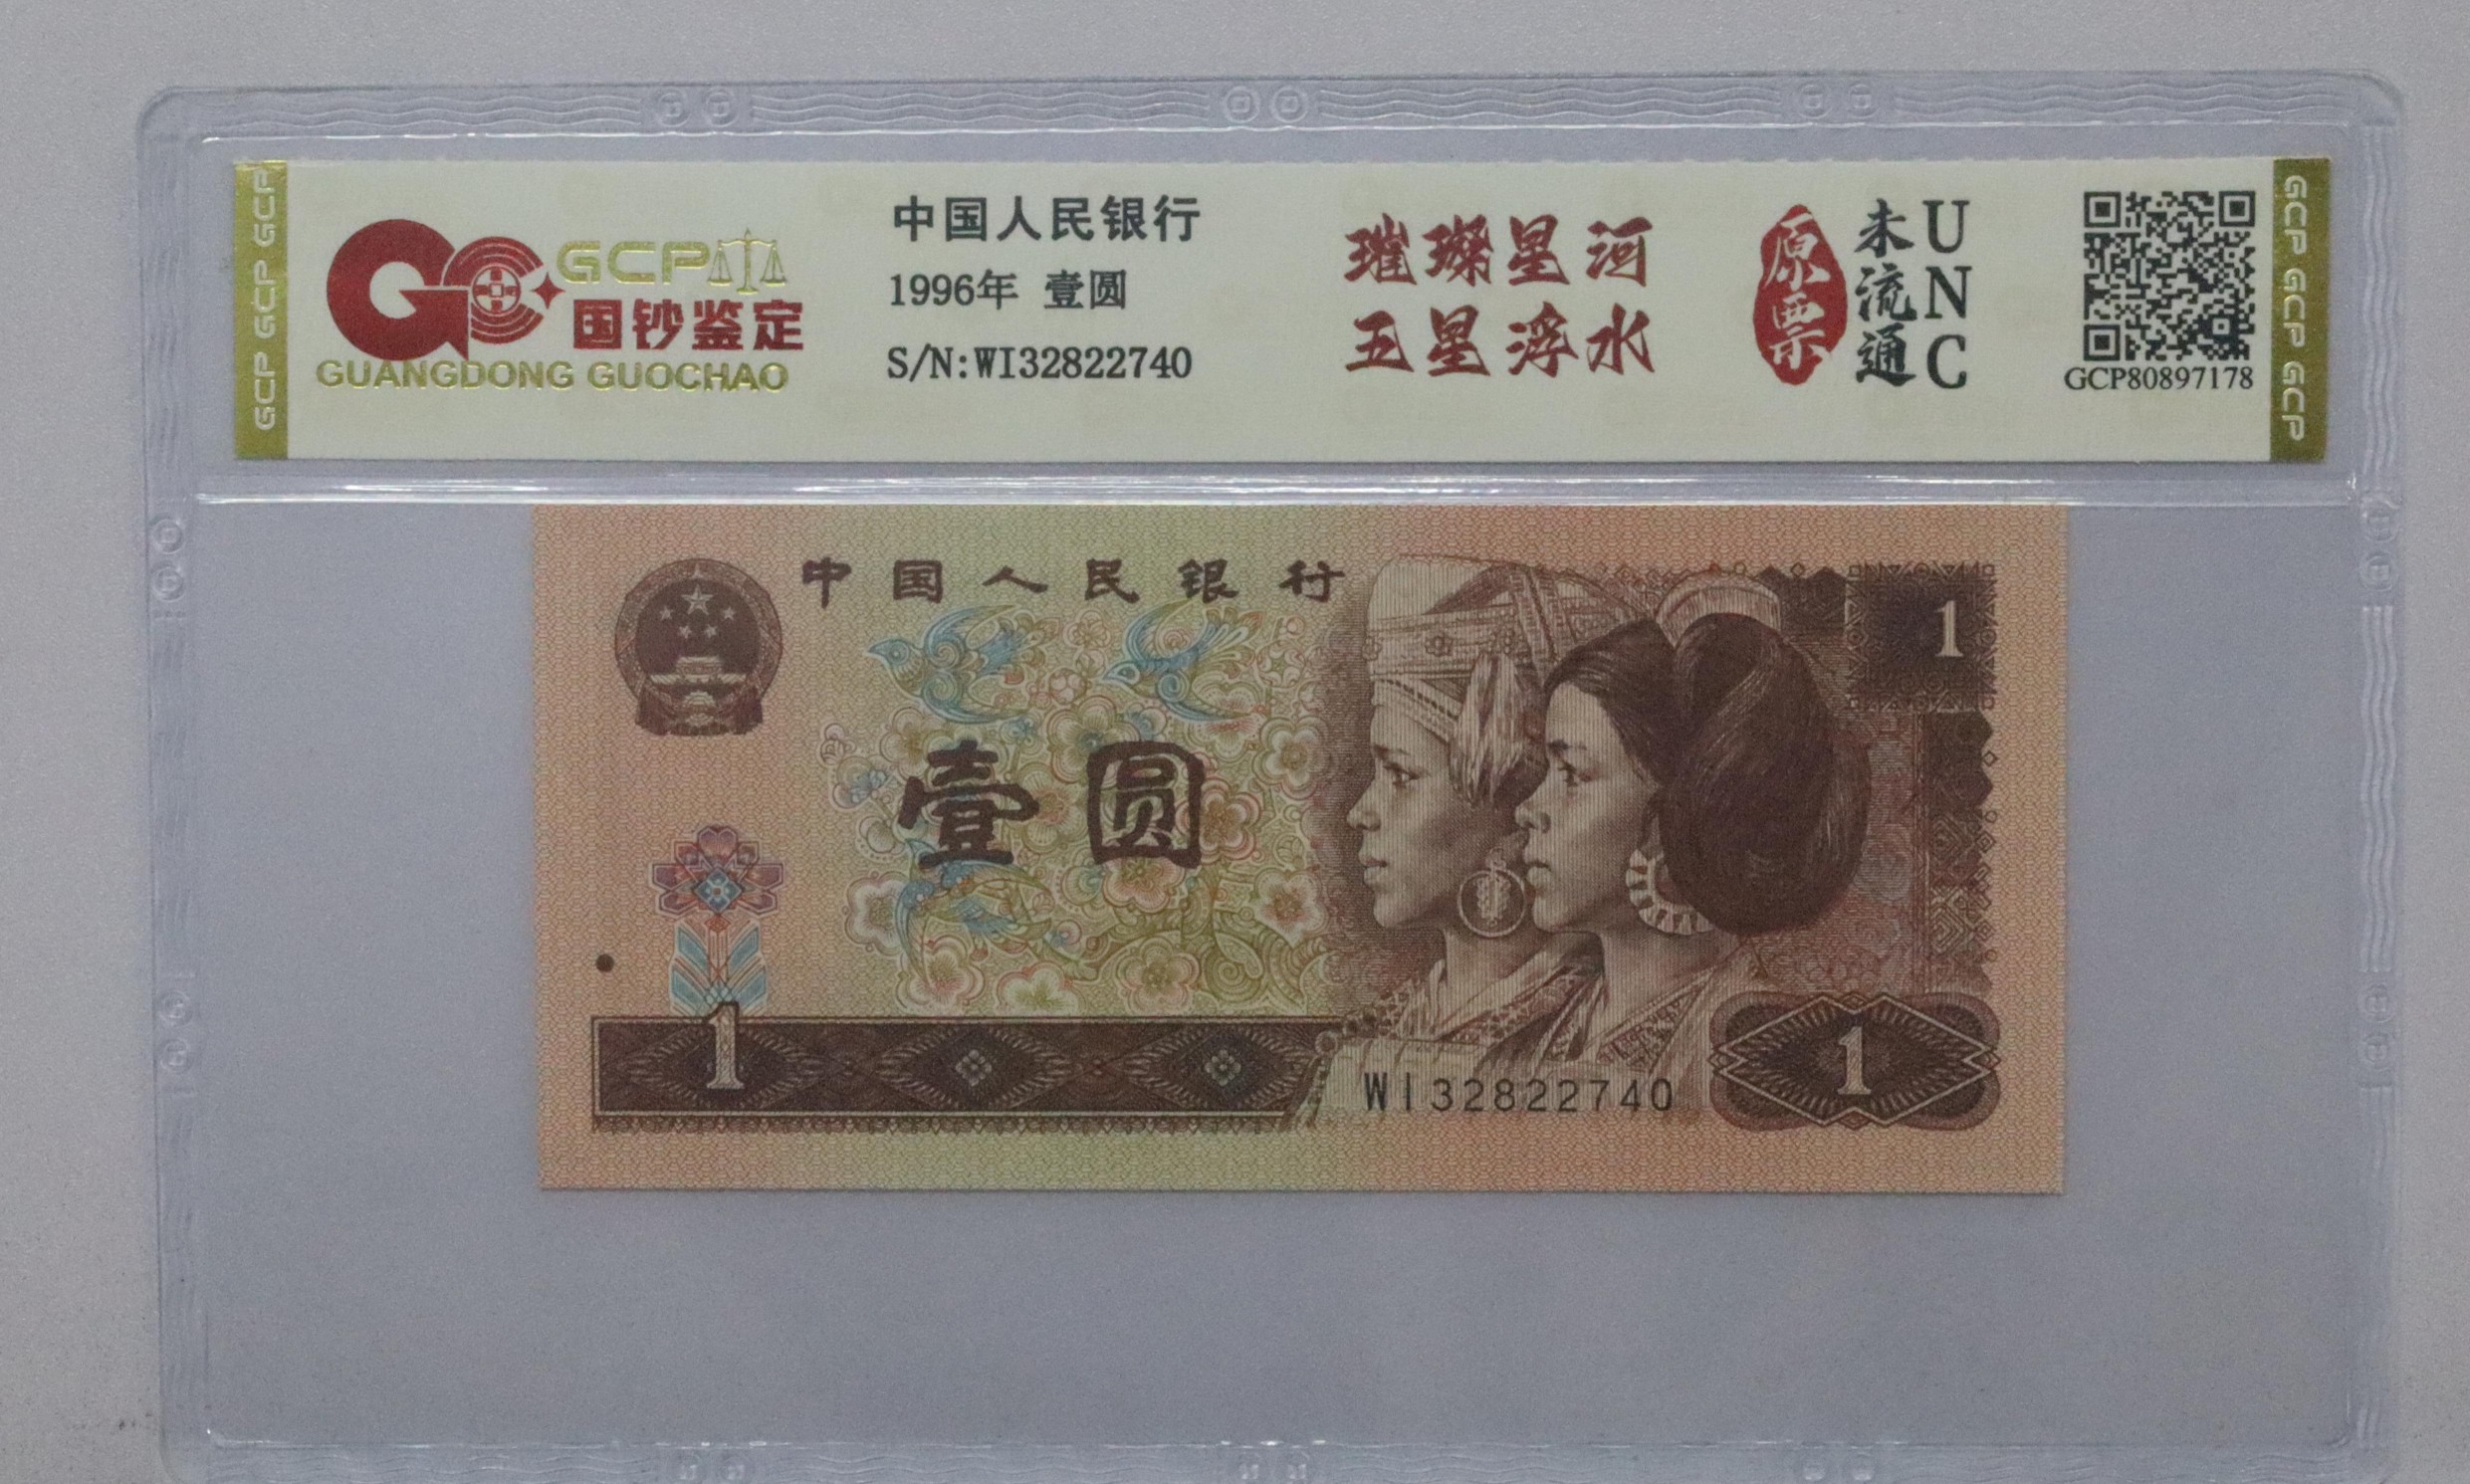 GCP GCP GCP
GCP
国钞鉴定
GUANGDONG GUOCHAO
中国人民银行
1996年 壹圆
S/N:WI32822740
璀璨星河
五星浮水
原票
未流通
UNC
GCP80897178
GCP GCP GCP
中国人民银行
1
壹圆
1
WI32822740
1